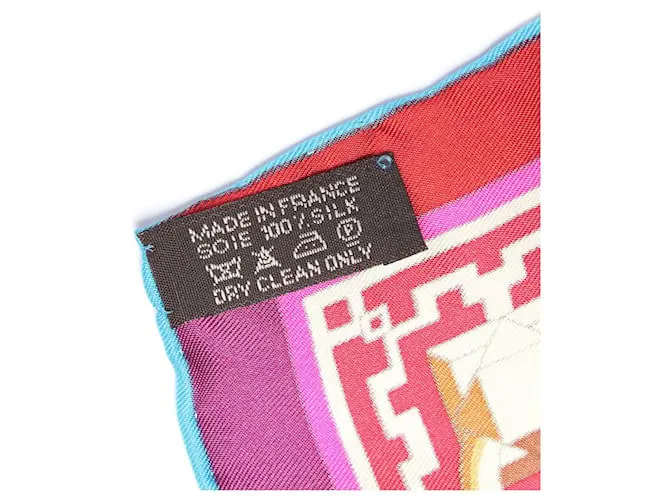 MADE IN FRANCE
SOIE 100% SILK
P
DRY CLEAN ONLY